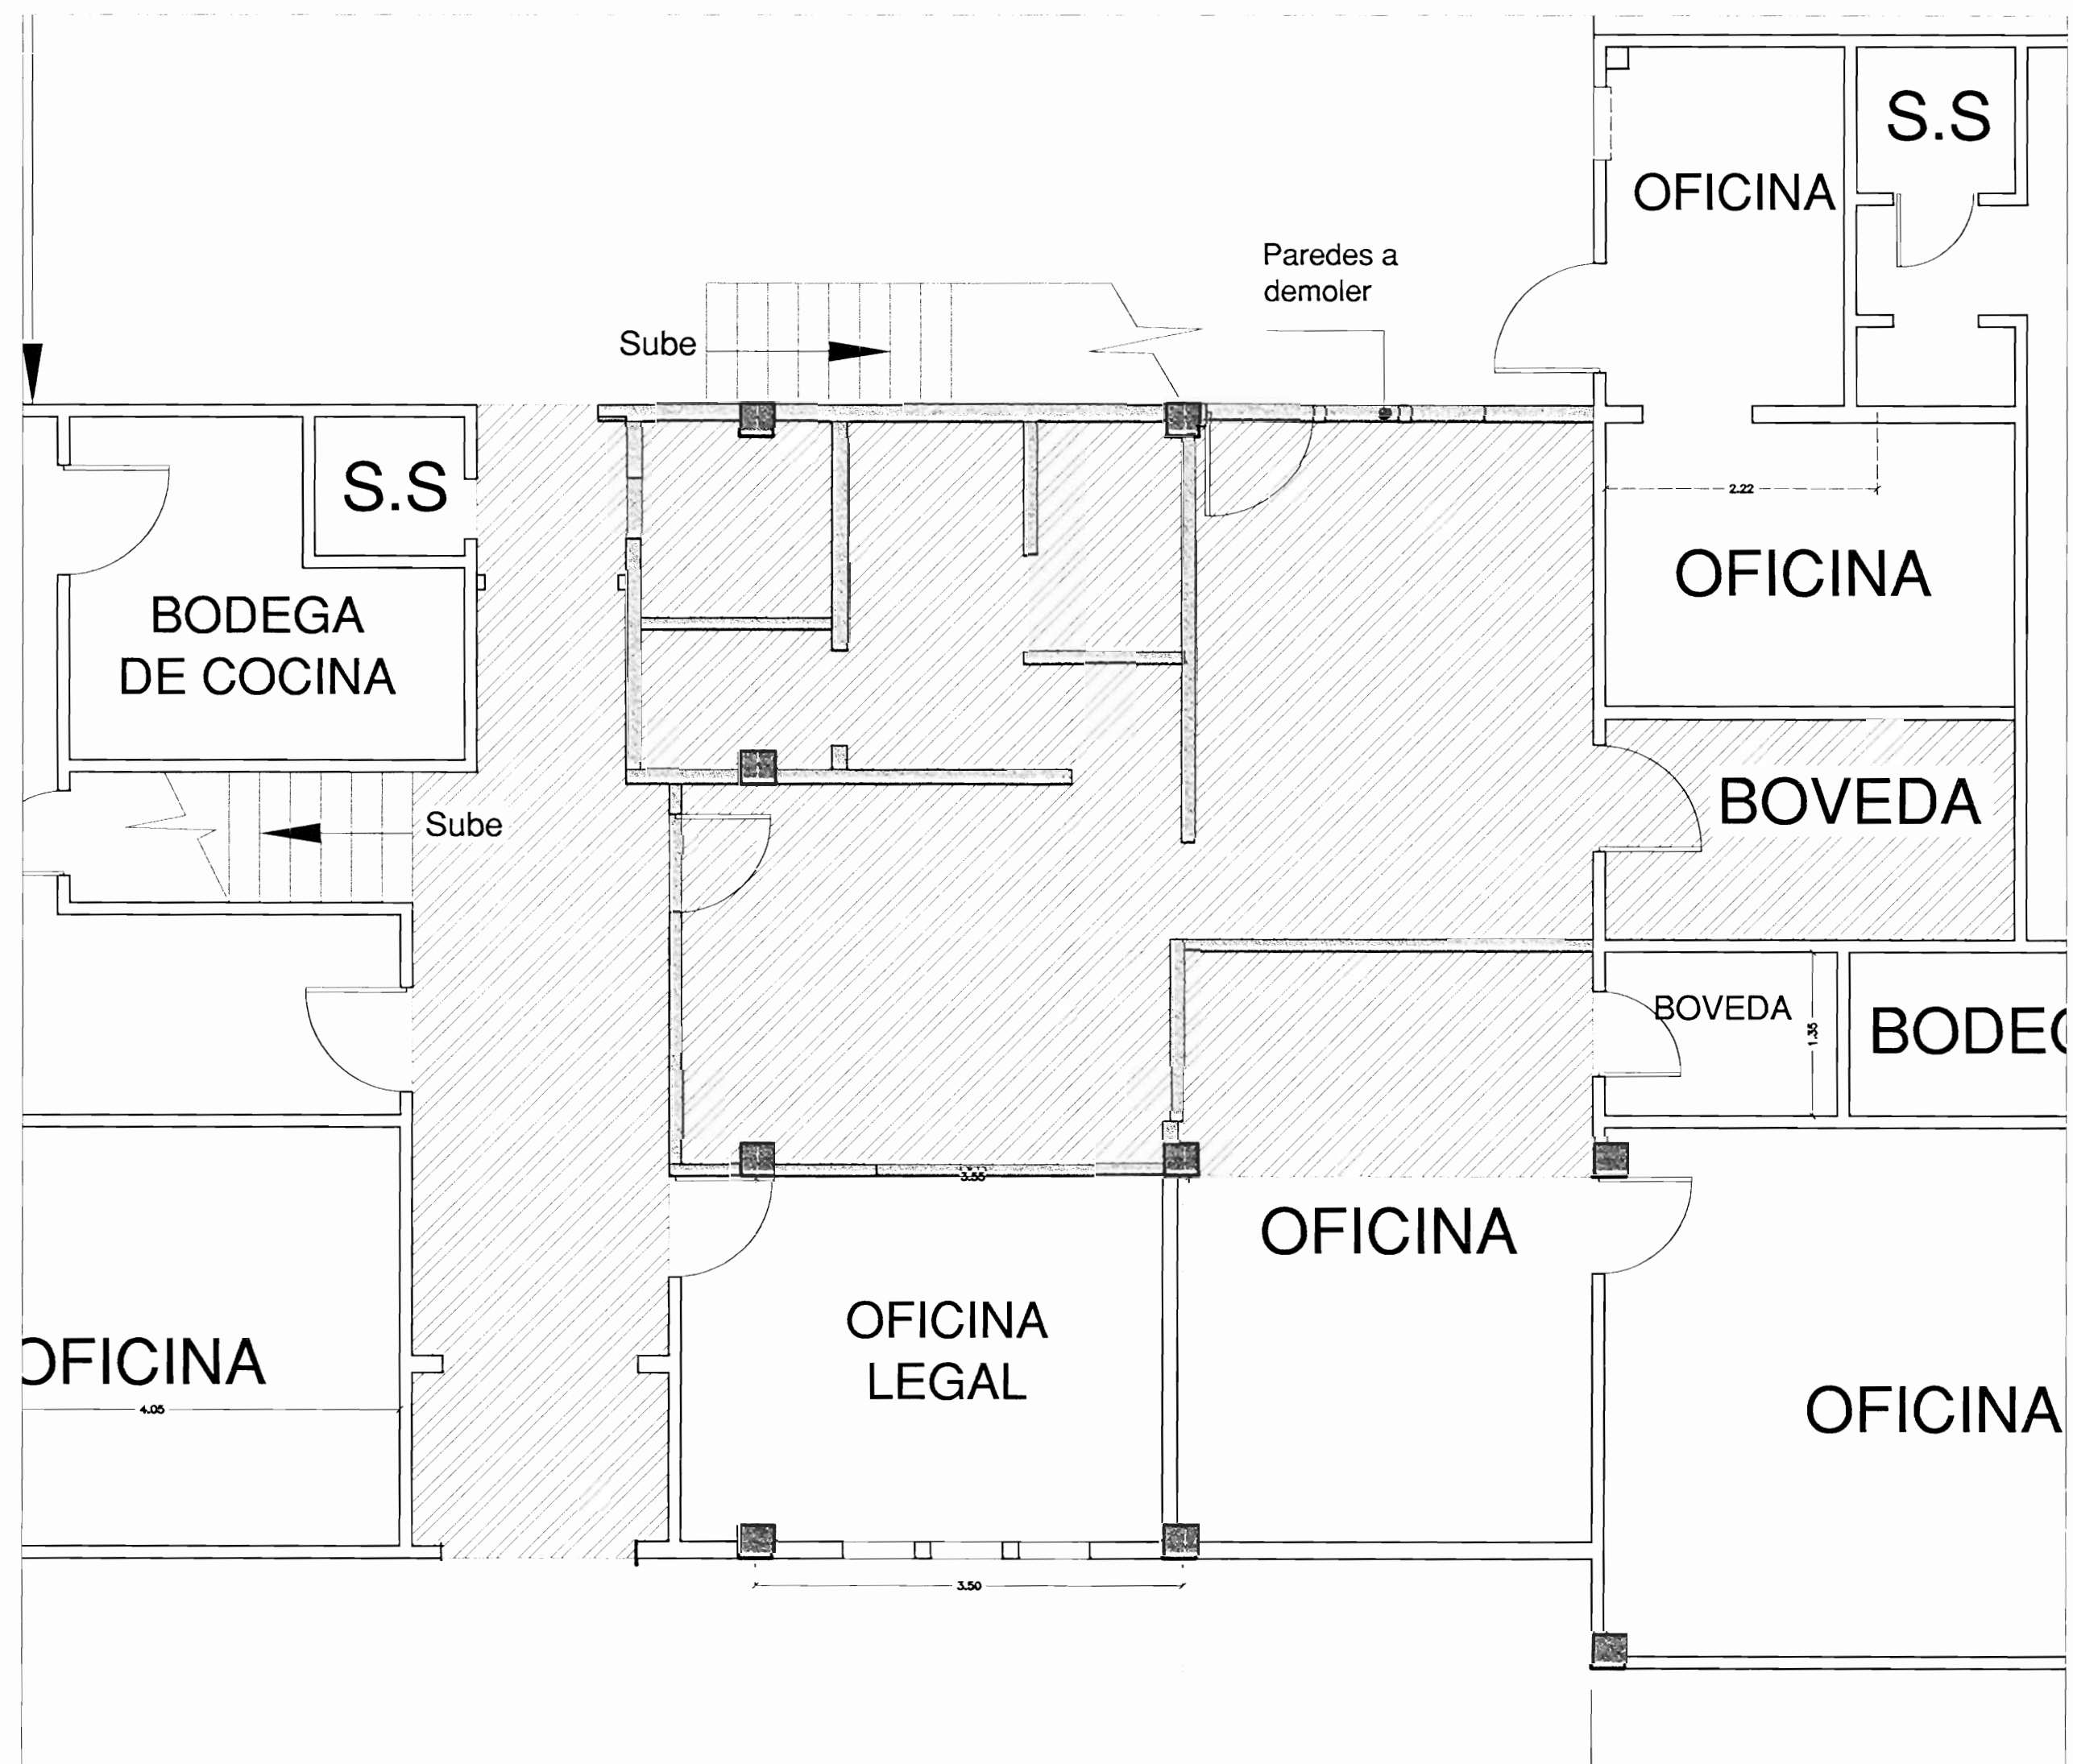 S.S
OFICINA
Paredes a
demoler
Sube
S.S
2.22
OFICINA
BODEGA
DE COCINA
BOVEDA
Sube
BOVEDA
1.35
BODEG
3.55
OFICINA
OFICINA
LEGAL
OFICINA
4.05
OFICINA
3.50